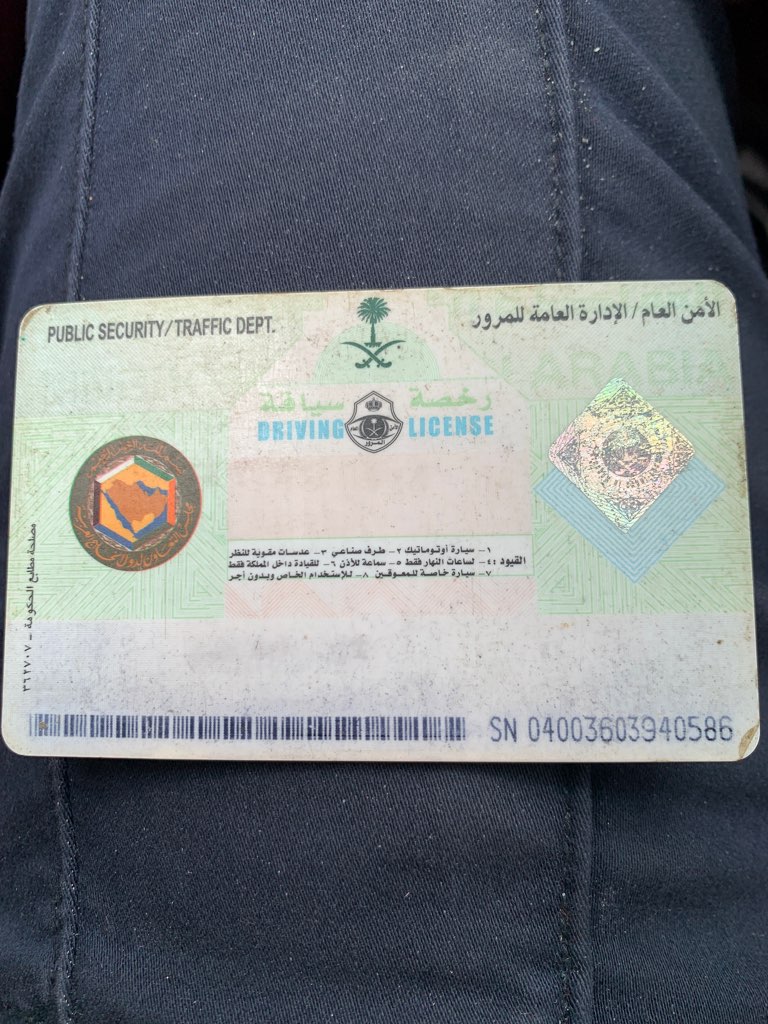 PUBLIC SECURITY/TRAFFIC DEPT.
الأمن العام / الإدارة العامة للمرور
رخصة سياقة
DRIVING LICENSE
المرور
القيود :
١– سيارة أوتوماتيك ٢– طرف صناعي ٣– عدسات مقوية للنظر
٤– لساعات النهار فقط ٥– سماعة للأذن ٦– للقيادة داخل المملكة فقط
٧– سيارة خاصة للمعوقين ٨– للإستخدام الخاص وبدون أجر
مصلحة مطابع الحكومة – ٣٦٢٧٠٧
SN 04003603940586